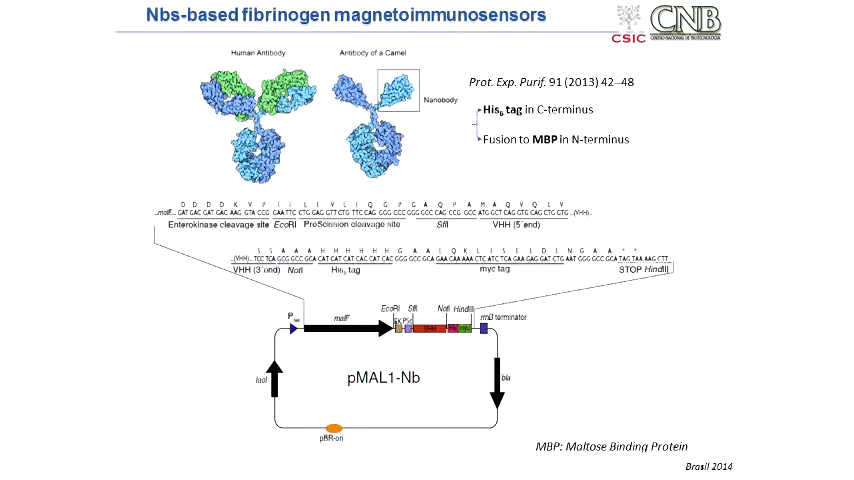 Nbs-based fibrinogen magnetoimmunosensors
CSIC
CNB
CENTRO NACIONAL DE BIOTECNOLOGÍA
Human Antibody
Antibody of a Camel
Nanobody
Prot. Exp. Purif. 91 (2013) 42–48
His6 tag in C-terminus
Fusion to MBP in N-terminus
D D D D K V P I L I V L I Q G P G A Q P A M A Q V Q L V
...malF... GAT GAC GAT GAC AAG GTA CCG GAA TTC CTG GAG GTT CTG TTC CAG GGG CCC GGG GCC CAG CCG GCC ATG GCT CAG GTG CAG CTG GTG ...(VHH)...
Enterokinase cleavage site EcoRI PreScission cleavage site SfiI VHH (5´end)
S S A A A H H H H H H G A A L Q K L I S E L D L N G A A * *
...(VHH)... TCC TCA GCG GCC GCA CAT CAT CAT CAC CAT CAC GGG GCC GCA GAA CAA AAA CTC ATC TCA GAA GAG GAT CTG AAT GGG GCC GCA TAG TAA AAG CTT
VHH (3´end) NotI His6 tag myc tag STOP HindIII
EcoRI SfiI NotI HindIII
malF
rrnB terminator
VHH
lacI
pMAL1-Nb
bla
pBR-ori
MBP: Maltose Binding Protein
Brasil 2014